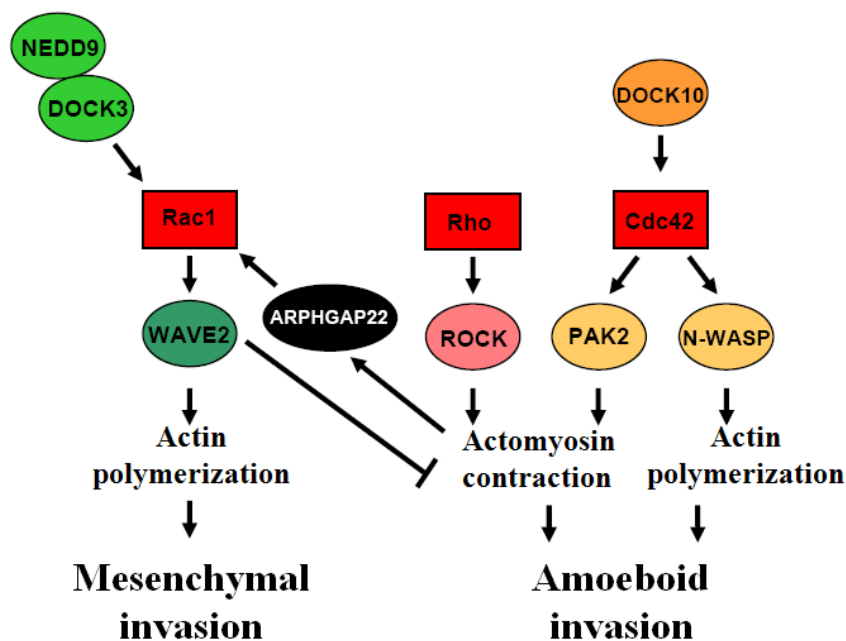 NEDD9
DOCK3
DOCK10
Rac1
Rho
Cdc42
WAVE2
ARPHGAP22
ROCK
PAK2
N-WASP
Actin
polymerization
Actomyosin
contraction
Actin
polymerization
Mesenchymal
invasion
Amoeboid
invasion